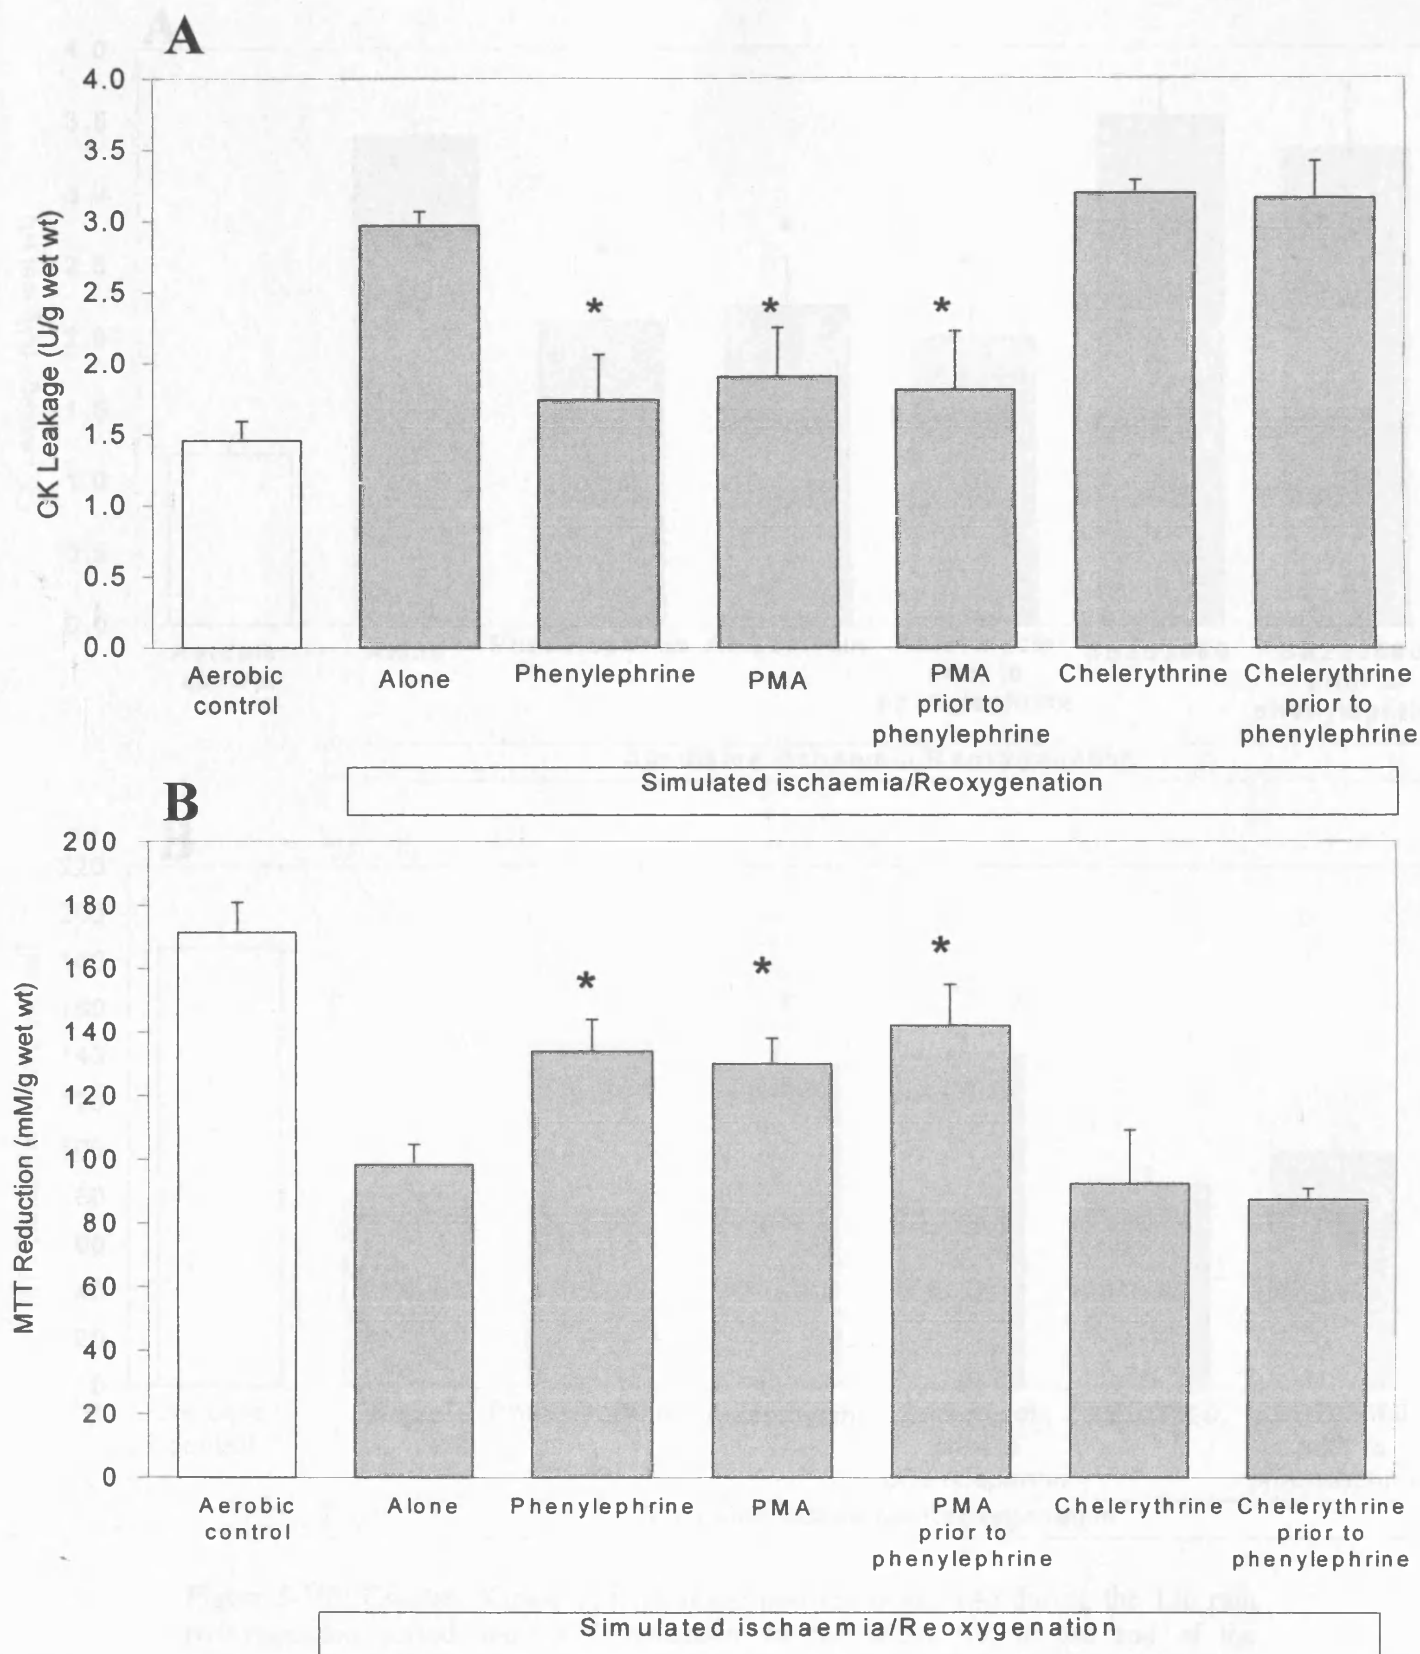 A
4.0
3.5
3.0
2.5
2.0
1.5
1.0
0.5
0.0
CK Leakage (U/g wet wt)
*
*
*
Aerobic control
Alone
Phenylephrine
PMA
PMA prior to phenylephrine
Chelerythrine
Chelerythrine prior to phenylephrine
Simulated ischaemia/Reoxygenation
B
200
180
160
140
120
100
80
60
40
20
0
MTT Reduction (mM/g wet wt)
*
*
*
Aerobic control
Alone
Phenylephrine
PMA
PMA prior to phenylephrine
Chelerythrine
Chelerythrine prior to phenylephrine
Simulated ischaemia/Reoxygenation